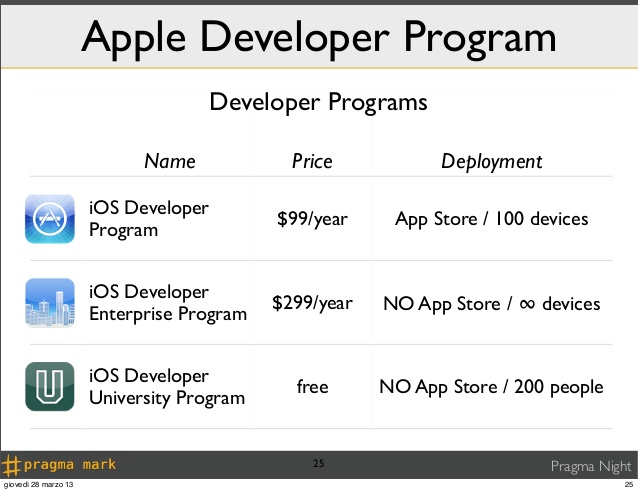 Apple Developer Program
Developer Programs
Name Price Deployment
iOS Developer
Program
$99/year
App Store / 100 devices
iOS Developer
Enterprise Program
$299/year
NO App Store / ∞ devices
iOS Developer
University Program
free
NO App Store / 200 people
# pragma mark
25
Pragma Night
giovedì 28 marzo 13
25